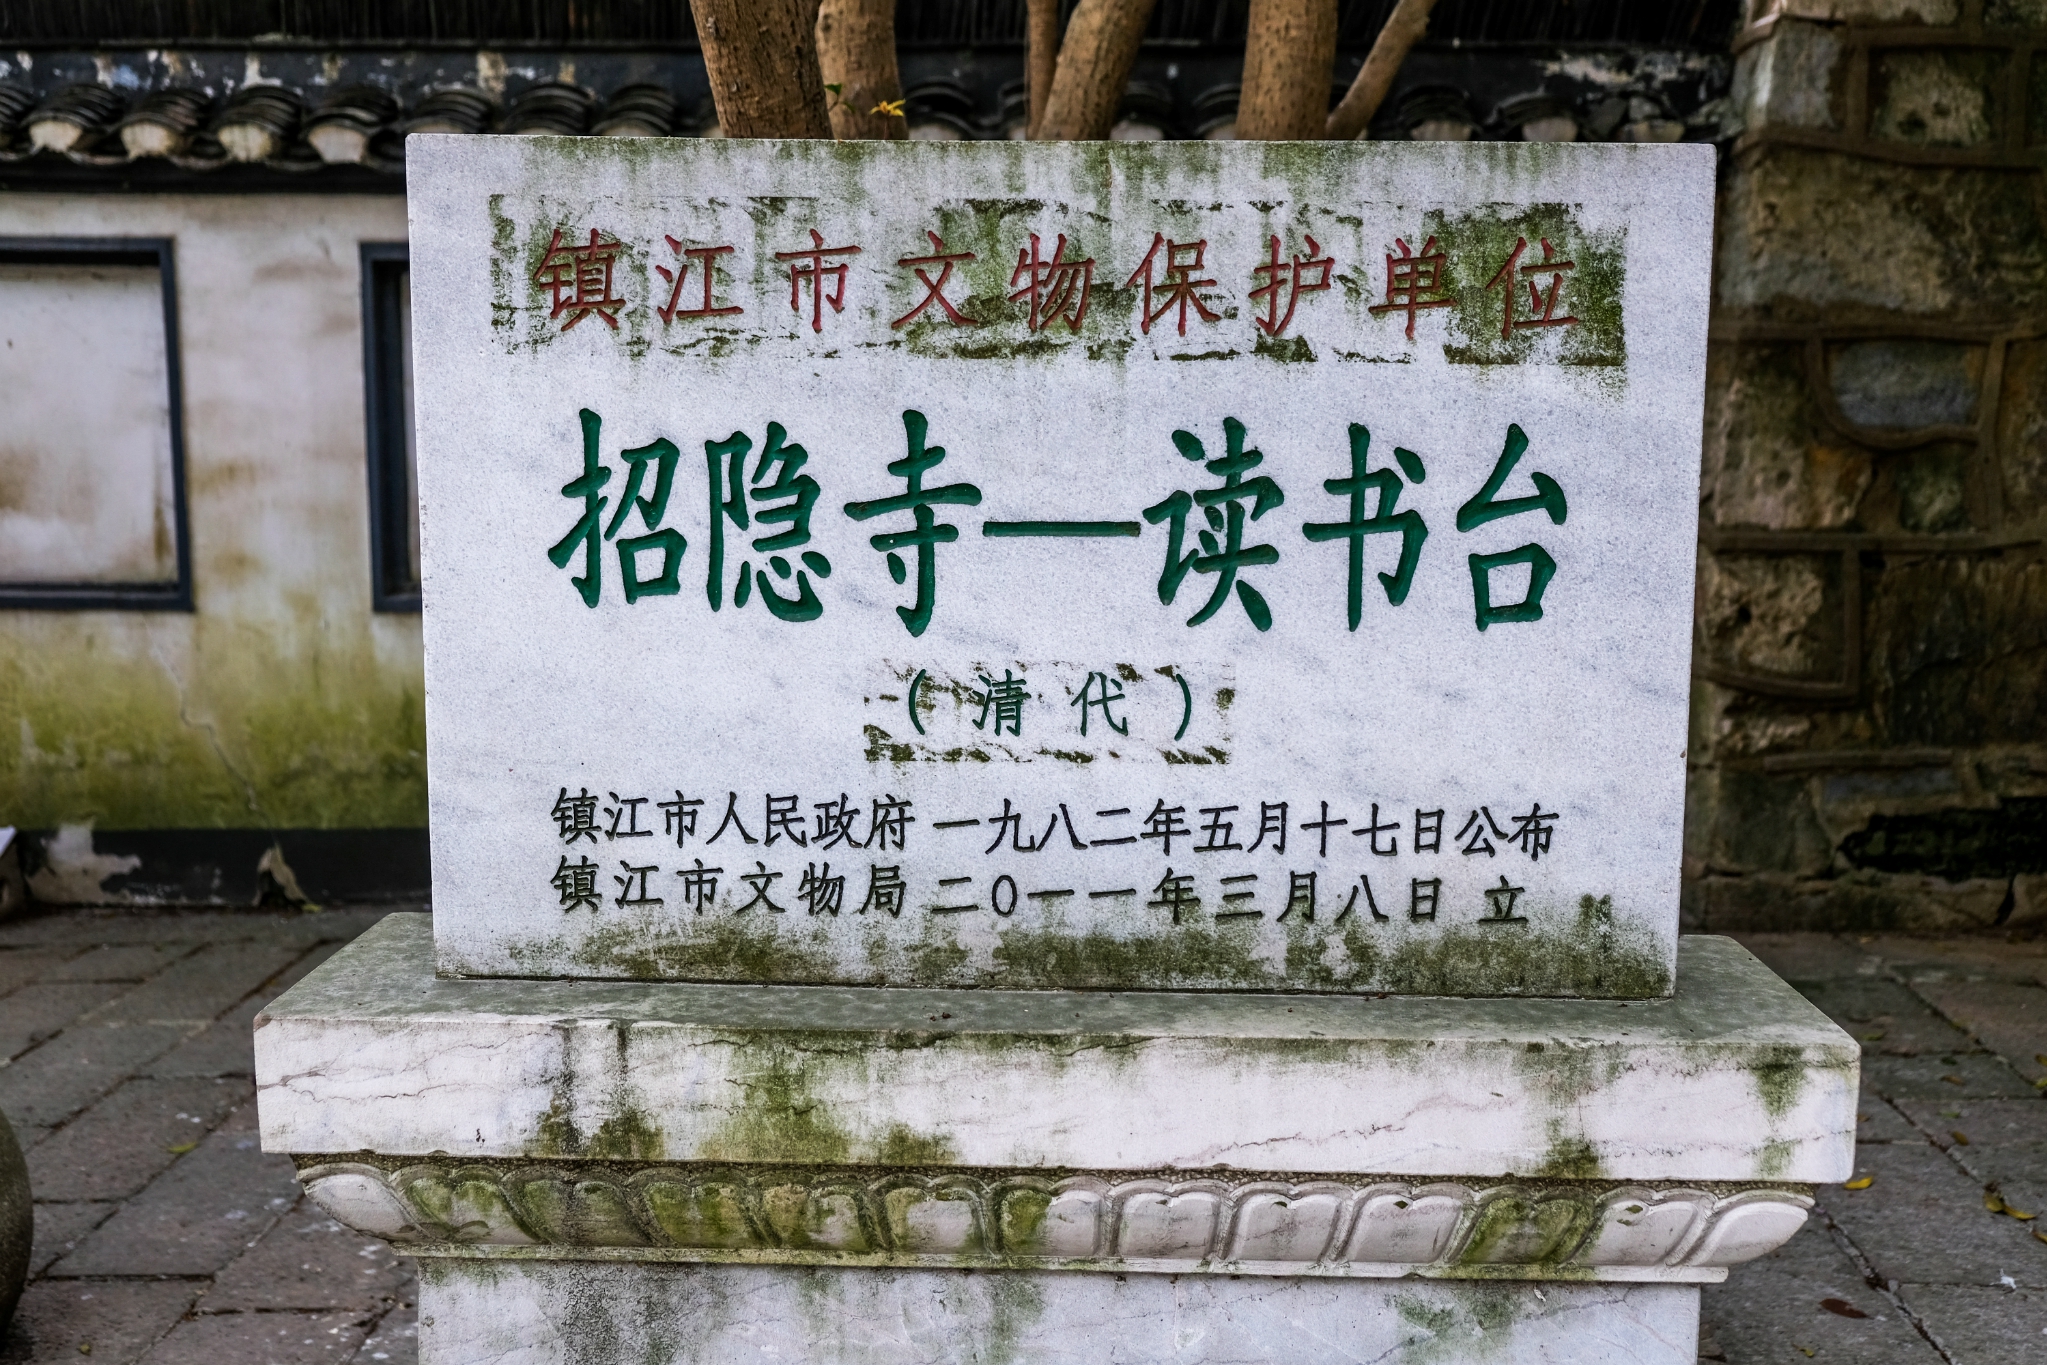 镇江市文物保护单位
招隐寺—读书台
(清代)
镇江市人民政府 一九八二年五月十七日公布
镇江市文物局 二〇一一年三月八日 立